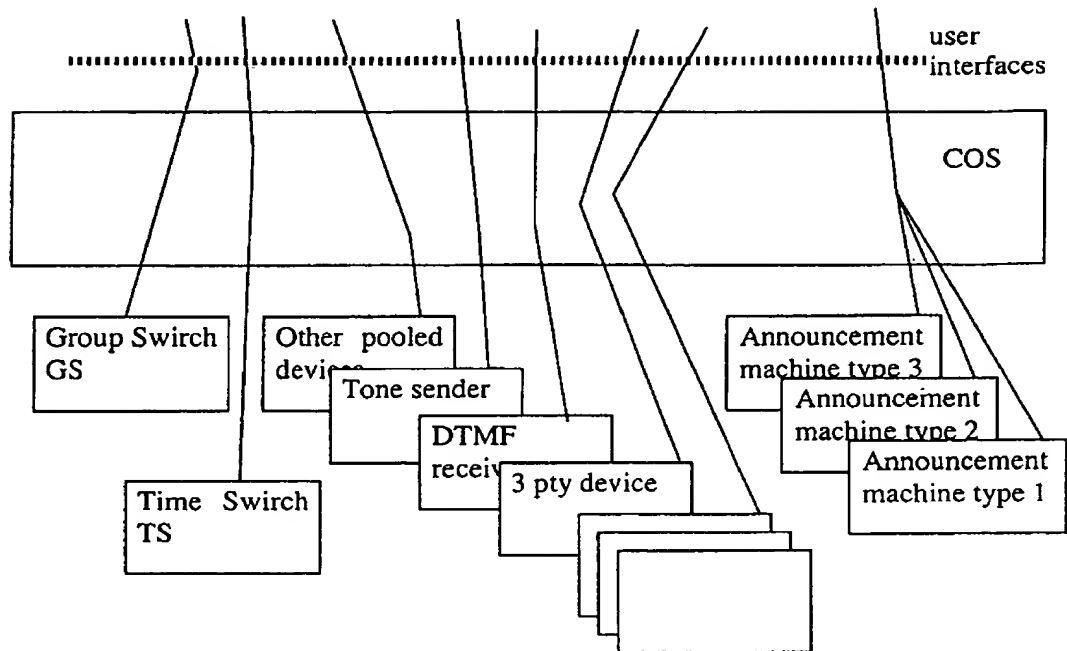 user
interfaces
COS
Group Swirch
GS
Other pooled
devices
Tone sender
DTMF
3 pty device
Time Swirch
TS
Announcement
machine type 3
Announcement
machine type 2
Announcement
machine type 1